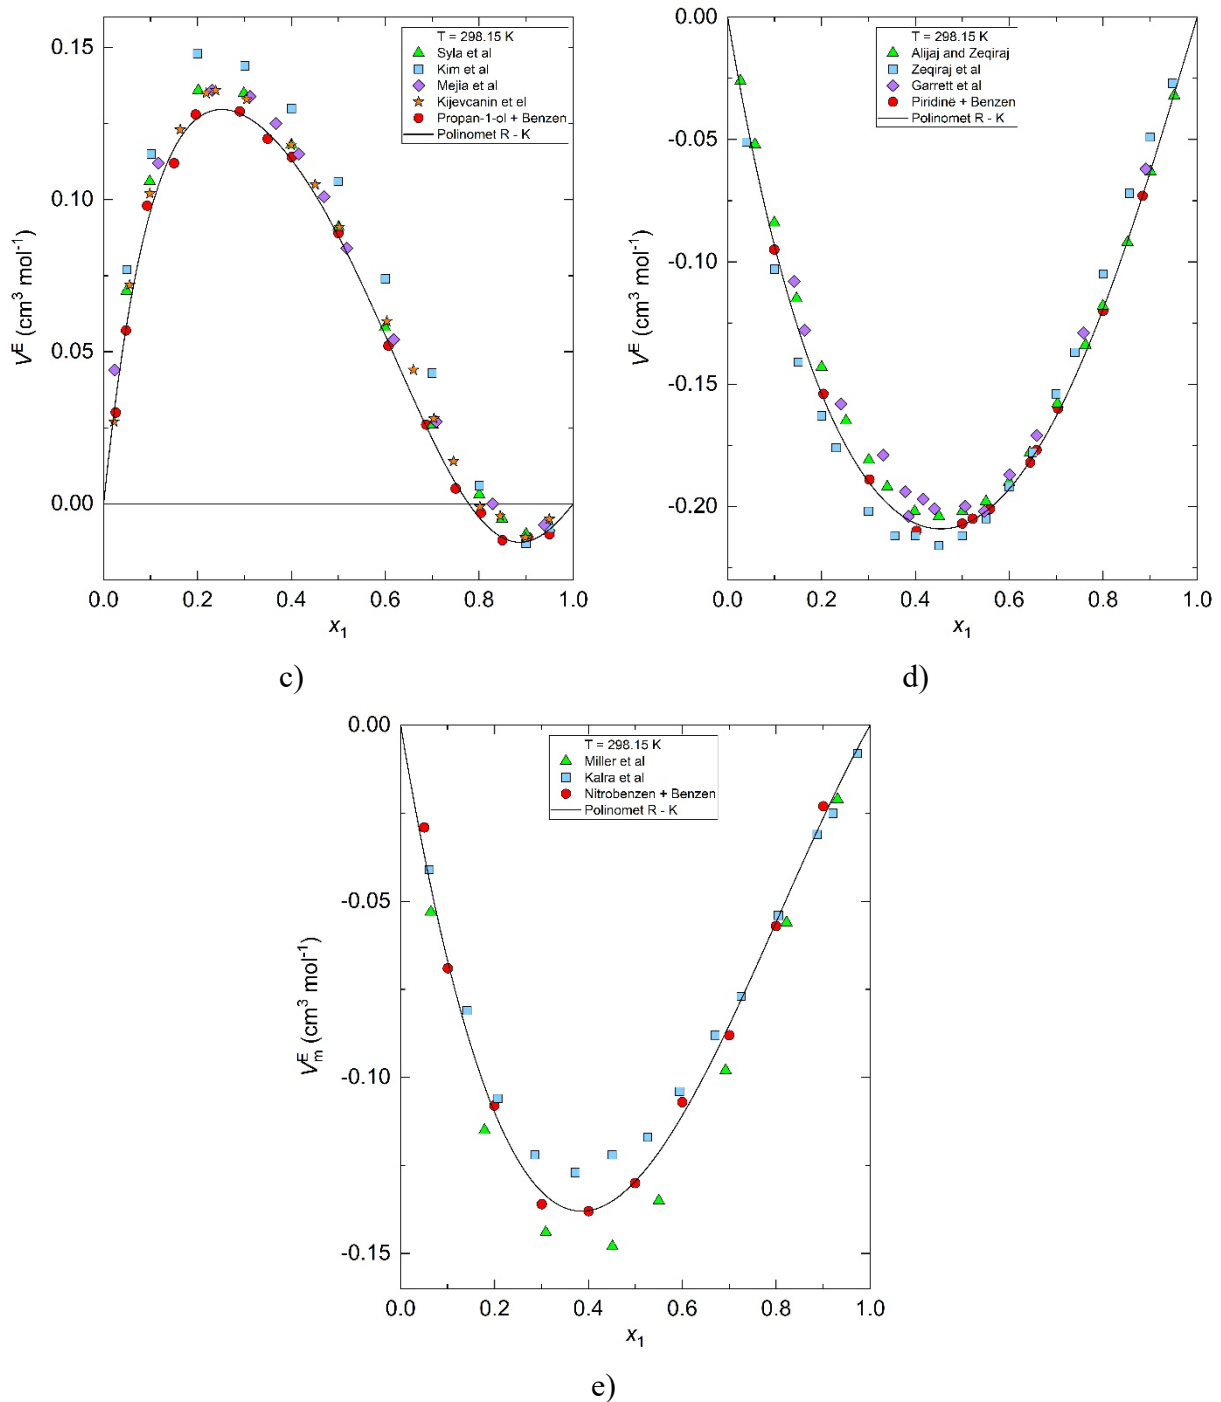 0.15
0.10
0.05
0.00
V^E (cm³ mol⁻¹)
T = 298.15 K
Syla et al
Kim et al
Mejia et al
Kijevcanin et el
Propan-1-ol + Benzen
Polinomet R - K
0.0 0.2 0.4 0.6 0.8 1.0
x₁
c)
0.00
-0.05
-0.10
-0.15
-0.20
V^E (cm³ mol⁻¹)
T = 298.15 K
Alijaj and Zeqiraj
Zeqiraj et al
Garrett et al
Piridinë + Benzen
Polinomet R - K
0.0 0.2 0.4 0.6 0.8 1.0
x₁
d)
0.00
-0.05
-0.10
-0.15
V_m^E (cm³ mol⁻¹)
T = 298.15 K
Miller et al
Kalra et al
Nitrobenzen + Benzen
Polinomet R - K
0.0 0.2 0.4 0.6 0.8 1.0
x₁
e)